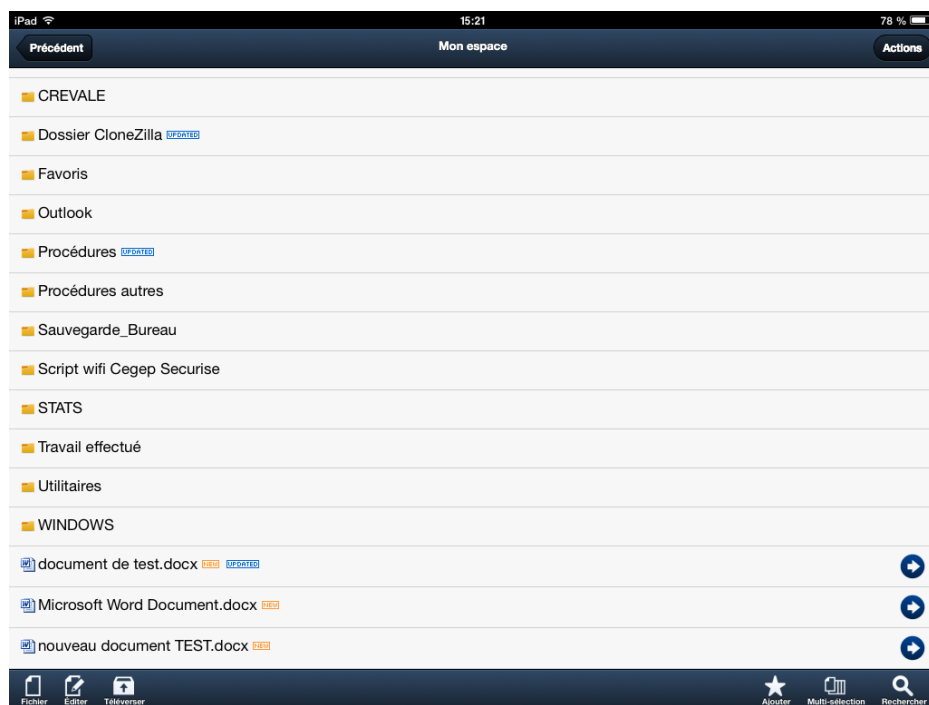 iPad 15:21 78 %
Précédent Mon espace Actions
CREVALE
Dossier CloneZilla UPDATED
Favoris
Outlook
Procédures UPDATED
Procédures autres
Sauvegarde_Bureau
Script wifi Cegep Securise
STATS
Travail effectué
Utilitaires
WINDOWS
document de test.docx NEW UPDATED
Microsoft Word Document.docx NEW
nouveau document TEST.docx NEW
Fichier Éditer Téléverser Ajouter Multi-sélection Rechercher